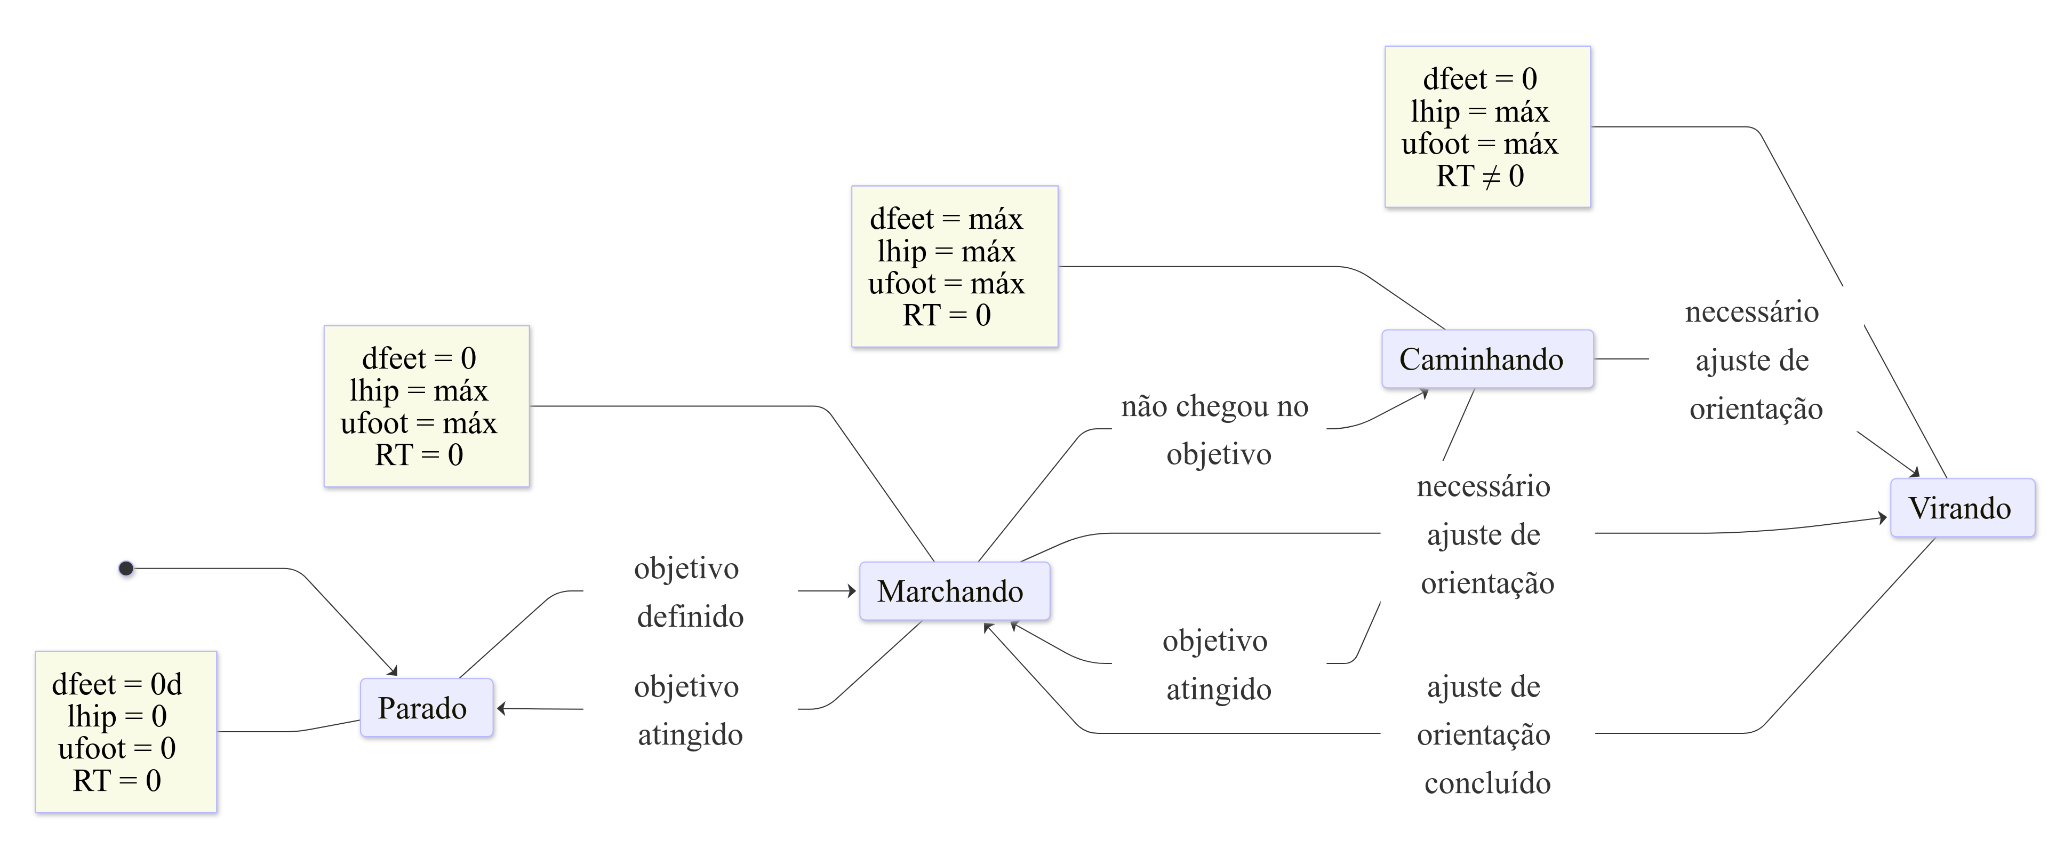 dfeet = 0
lhip = máx
ufoot = máx
RT ≠ 0
dfeet = máx
lhip = máx
ufoot = máx
RT = 0
dfeet = 0
lhip = máx
ufoot = máx
RT = 0
Caminhando
necessário
ajuste de
orientação
não chegou no
objetivo
necessário
ajuste de
orientação
Virando
objetivo
definido
Marchando
objetivo
atingido
objetivo
atingido
ajuste de
orientação
concluído
dfeet = 0d
lhip = 0
ufoot = 0
RT = 0
Parado